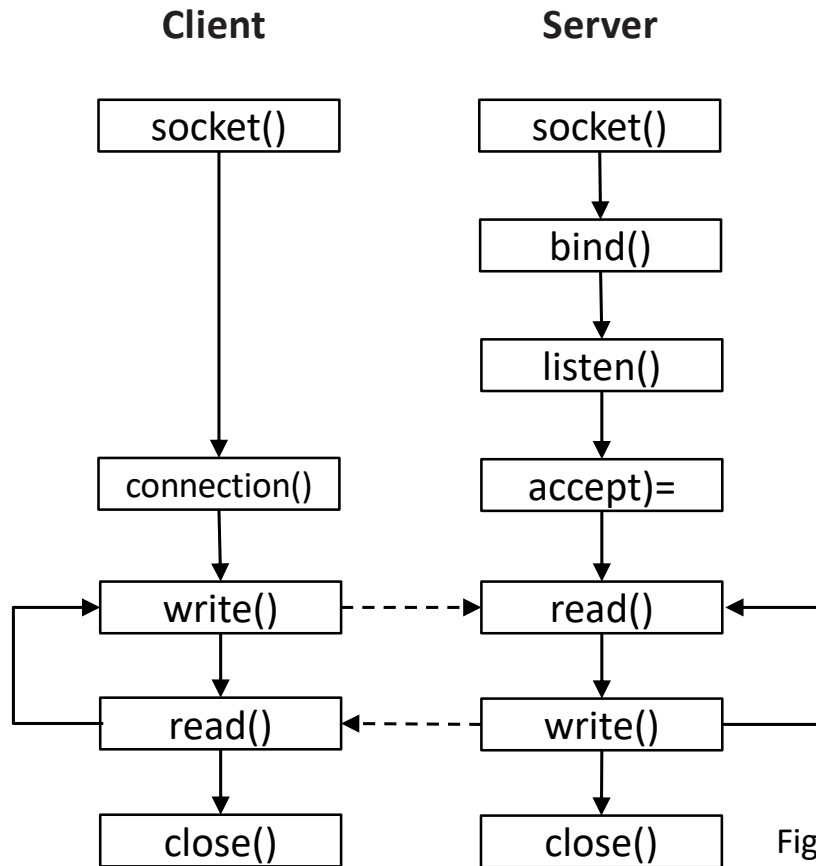 Client Server
socket() socket()
bind()
listen()
connection() accept)=
write() read()
read() write()
close() close()
Fig